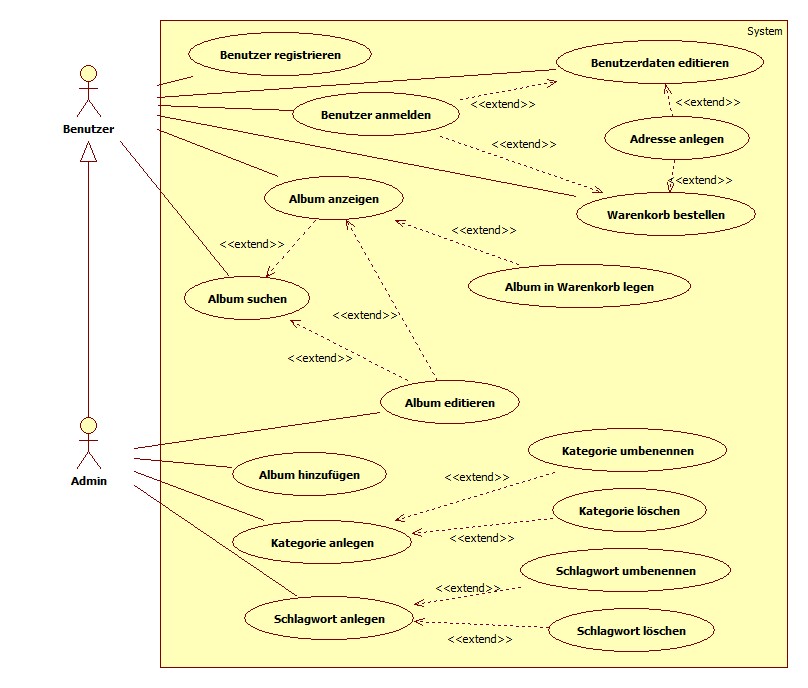 System
Benutzer registrieren
Benutzerdaten editieren
<<extend>>
<<extend>>
Benutzer anmelden
Benutzer
Adresse anlegen
<<extend>>
<<extend>>
Album anzeigen
Warenkorb bestellen
<<extend>>
<<extend>>
Album suchen
Album in Warenkorb legen
<<extend>>
<<extend>>
Album editieren
Admin
Kategorie umbenennen
Album hinzufügen
<<extend>>
Kategorie löschen
Kategorie anlegen
<<extend>>
Schlagwort umbenennen
<<extend>>
Schlagwort anlegen
Schlagwort löschen
<<extend>>